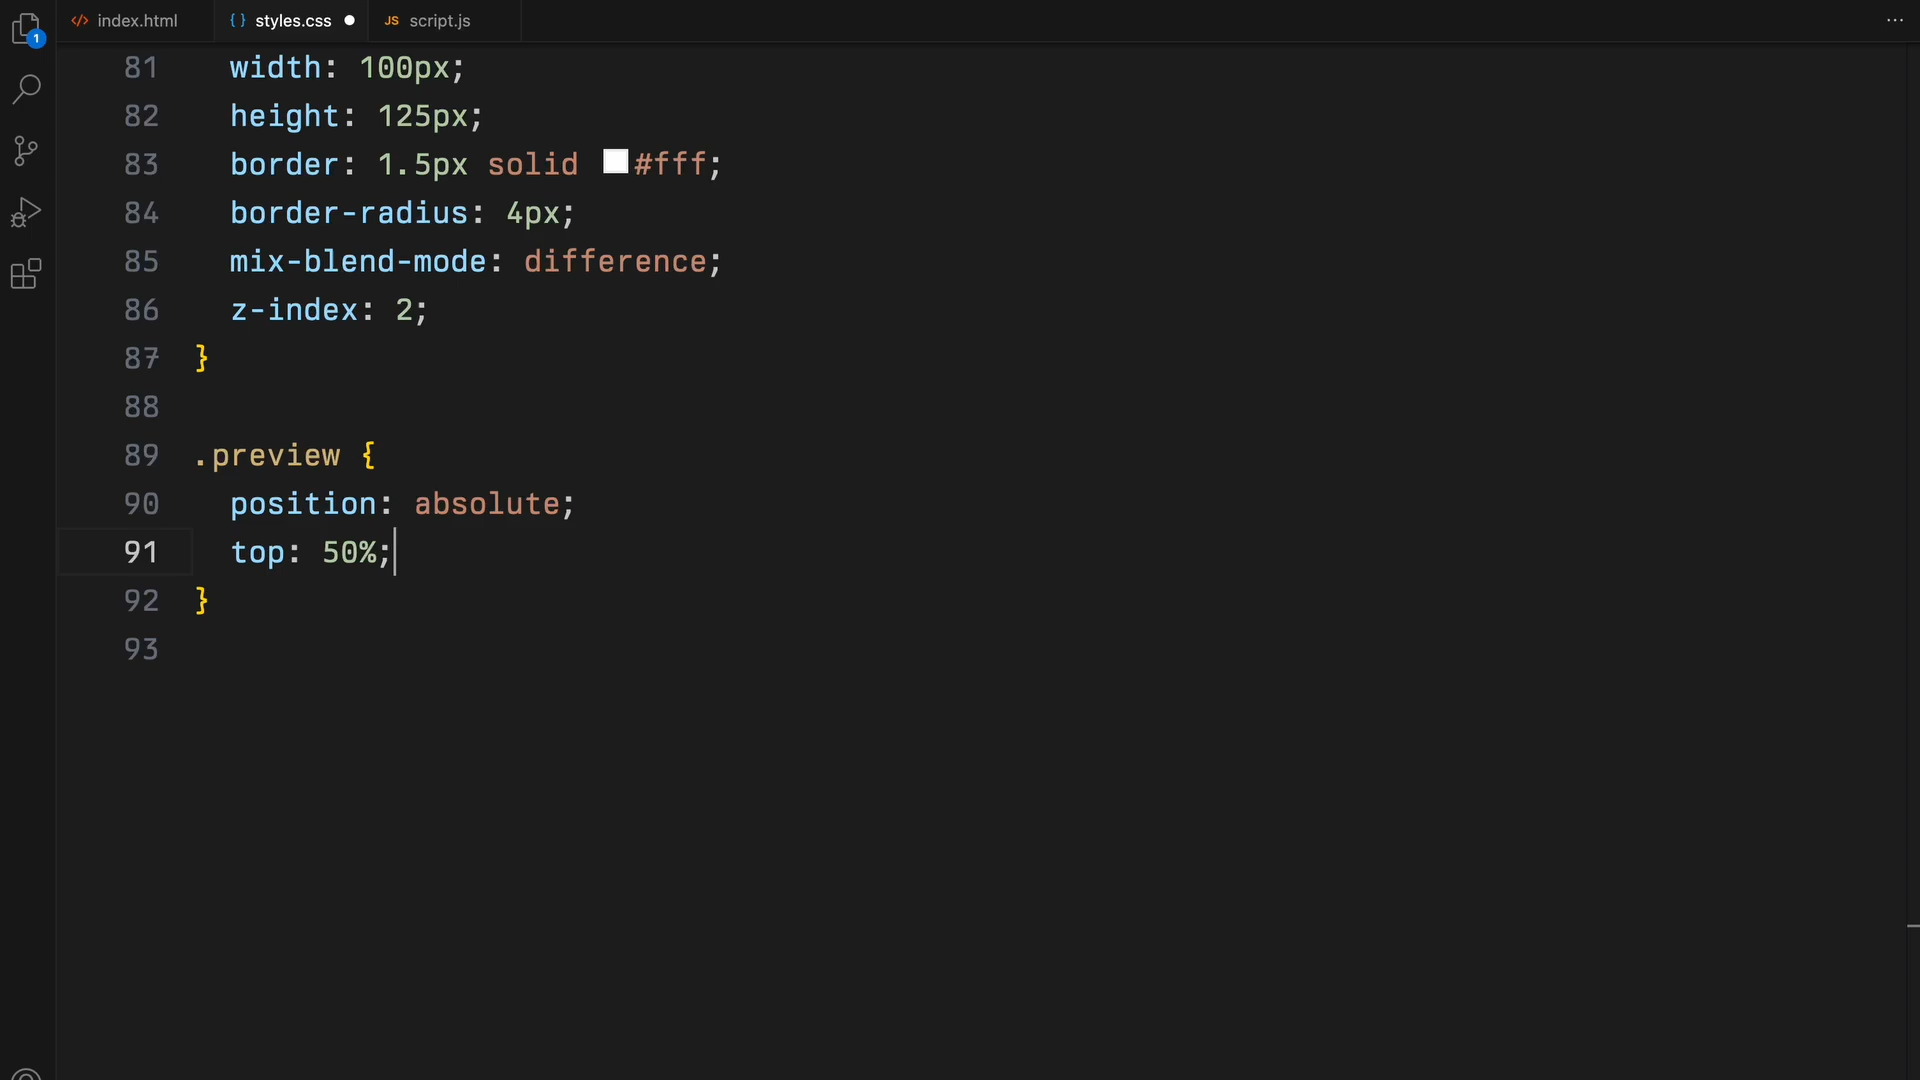 1
index.html
{ } styles.css
JS script.js
81 width: 100px;
82 height: 125px;
83 border: 1.5px solid #fff;
84 border-radius: 4px;
85 mix-blend-mode: difference;
86 z-index: 2;
87 }
88
89 .preview {
90 position: absolute;
91 top: 50%;
92 }
93